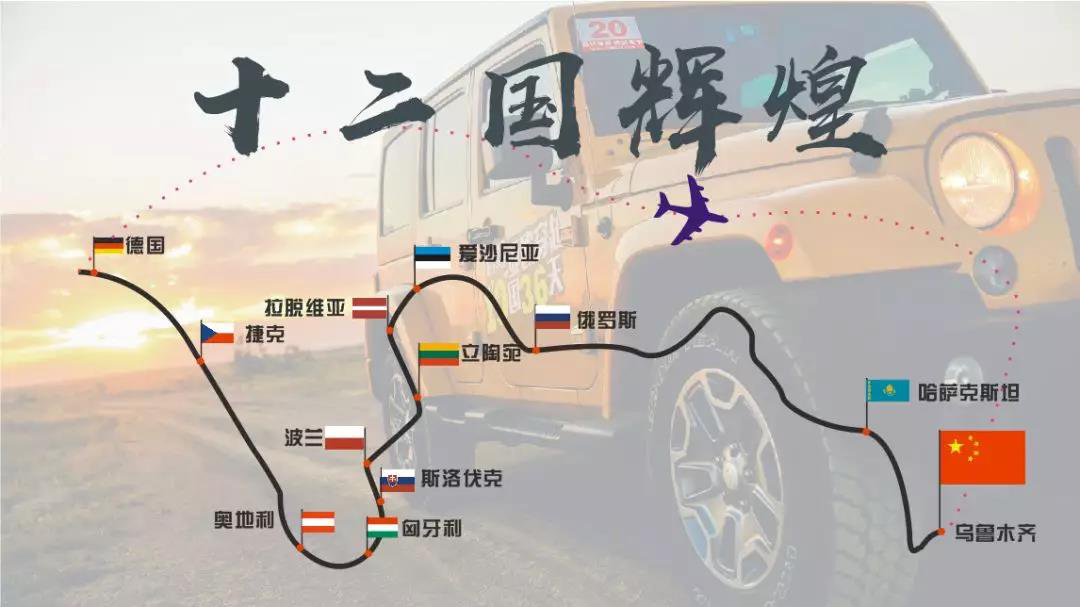 十二国辉煌
20
德国
爱沙尼亚
拉脱维亚
俄罗斯
捷克
立陶宛
哈萨克斯坦
波兰
斯洛伐克
奥地利
匈牙利
乌鲁木齐
36天